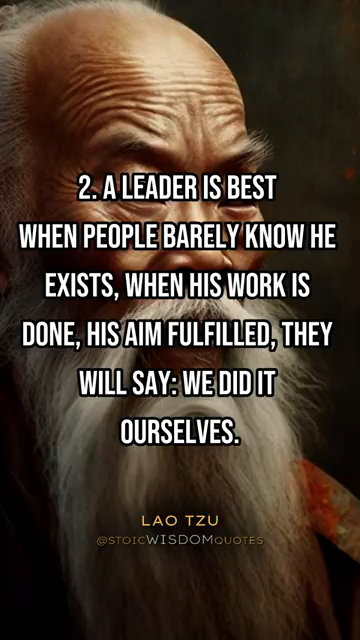 2. A LEADER IS BEST
WHEN PEOPLE BARELY KNOW HE
EXISTS, WHEN HIS WORK IS
DONE, HIS AIM FULFILLED, THEY
WILL SAY: WE DID IT
OURSELVES.
LAO TZU
@STOICWISDOMQUOTES